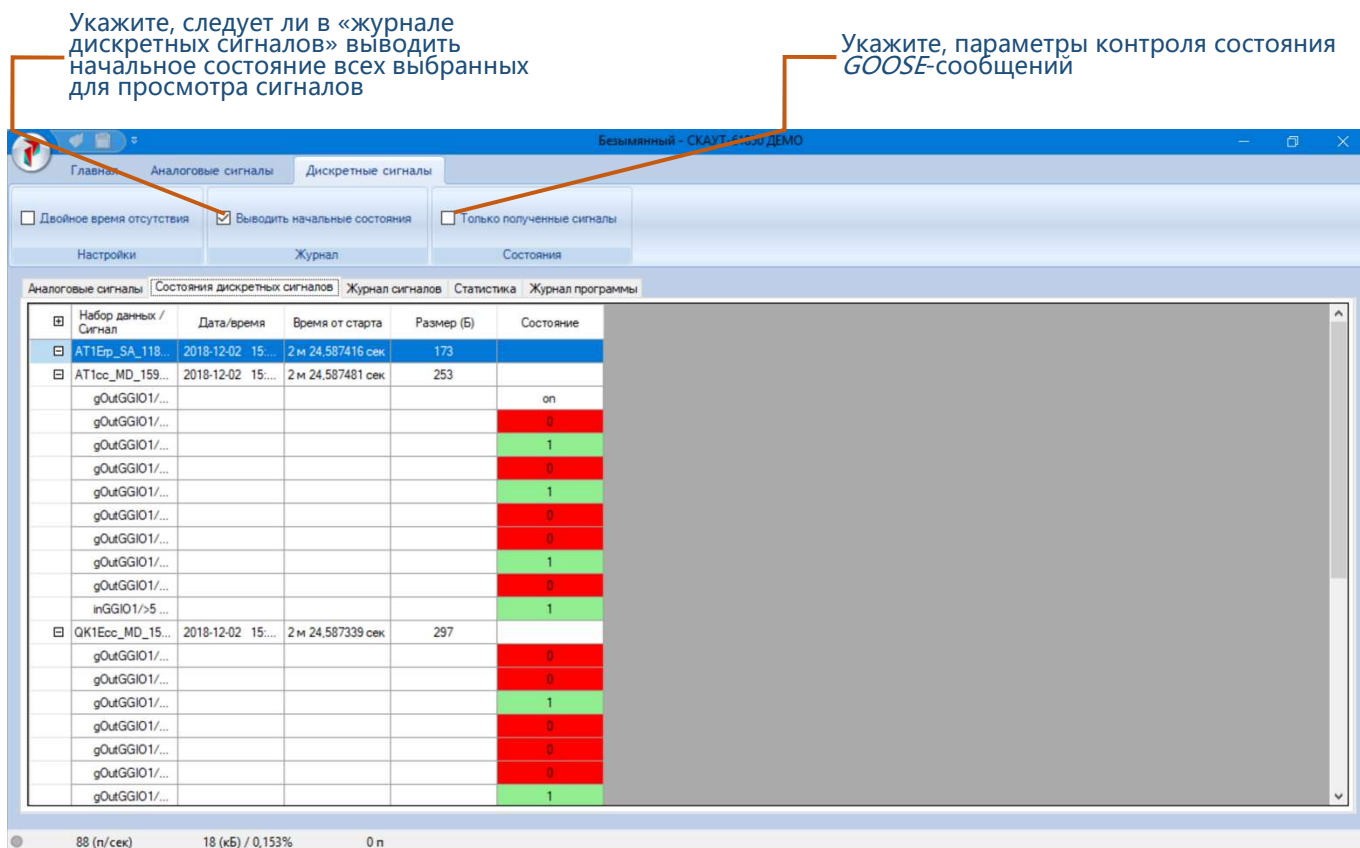 Укажите, следует ли в «журнале
дискретных сигналов» выводить
начальное состояние всех выбранных
для просмотра сигналов
Укажите, параметры контроля состояния
GOOSE-сообщений
Безымянный - СКАУТ-61850 ДЕМО
Главная Аналоговые сигналы Дискретные сигналы
Двойное время отсутствия Выводить начальные состояния Только полученные сигналы
Настройки Журнал Состояния
Аналоговые сигналы Состояния дискретных сигналов Журнал сигналов Статистика Журнал программы
Набор данных /
Сигнал Дата/время Время от старта Размер (Б) Состояние
AT1Erp_SA_118... 2018-12-02 15:... 2 м 24,587416 сек 173
AT1cc_MD_159... 2018-12-02 15:... 2 м 24,587481 сек 253
gOutGGIO1/... on
gOutGGIO1/... 0
gOutGGIO1/... 1
gOutGGIO1/... 0
gOutGGIO1/... 1
gOutGGIO1/... 0
gOutGGIO1/... 0
gOutGGIO1/... 1
gOutGGIO1/... 0
inGGIO1/>5 ... 1
QK1Ecc_MD_15... 2018-12-02 15:... 2 м 24,587339 сек 297
gOutGGIO1/... 0
gOutGGIO1/... 0
gOutGGIO1/... 1
gOutGGIO1/... 0
gOutGGIO1/... 0
gOutGGIO1/... 0
gOutGGIO1/... 1
88 (п/сек) 18 (кБ) / 0,153% 0 п